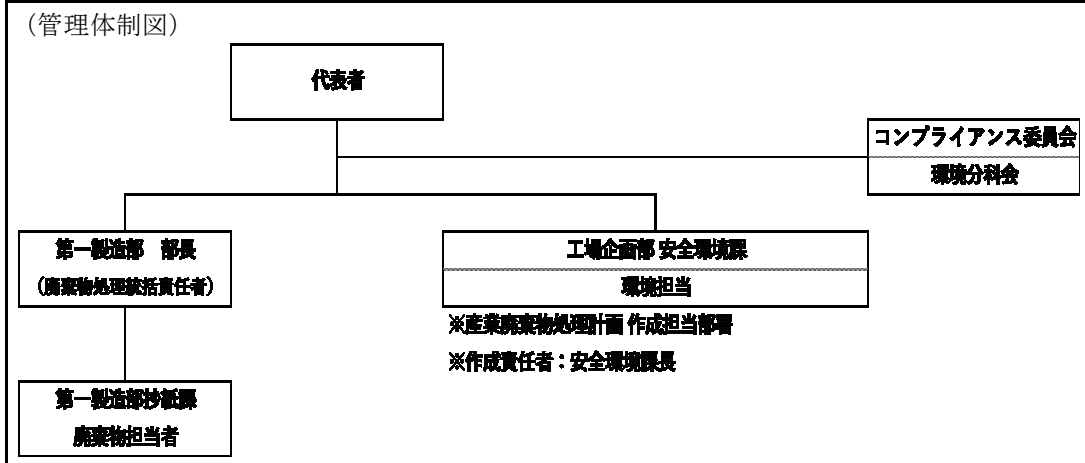 （管理体制図）
代表者
コンプライアンス委員会
環境分科会
第一製造部　部長
（廃棄物処理統括責任者）
工場企画部 安全環境課
環境担当
※産業廃棄物処理計画 作成担当部署
※作成責任者：安全環境課長
第一製造部抄紙課
廃棄物担当者